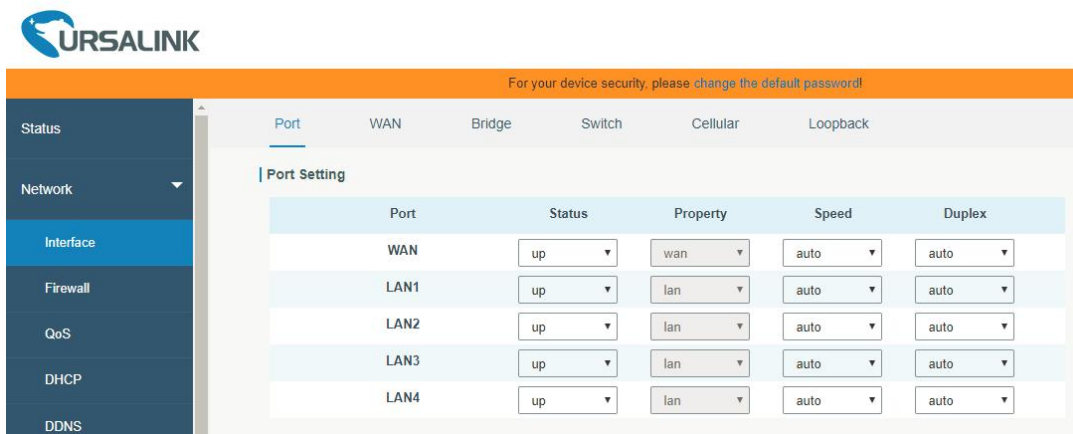 URSALINK
For your device security, please change the default password!
Status
Network
Interface
Firewall
QoS
DHCP
DDNS
Port WAN Bridge Switch Cellular Loopback
Port Setting
Port Status Property Speed Duplex
WAN up wan auto auto
LAN1 up lan auto auto
LAN2 up lan auto auto
LAN3 up lan auto auto
LAN4 up lan auto auto